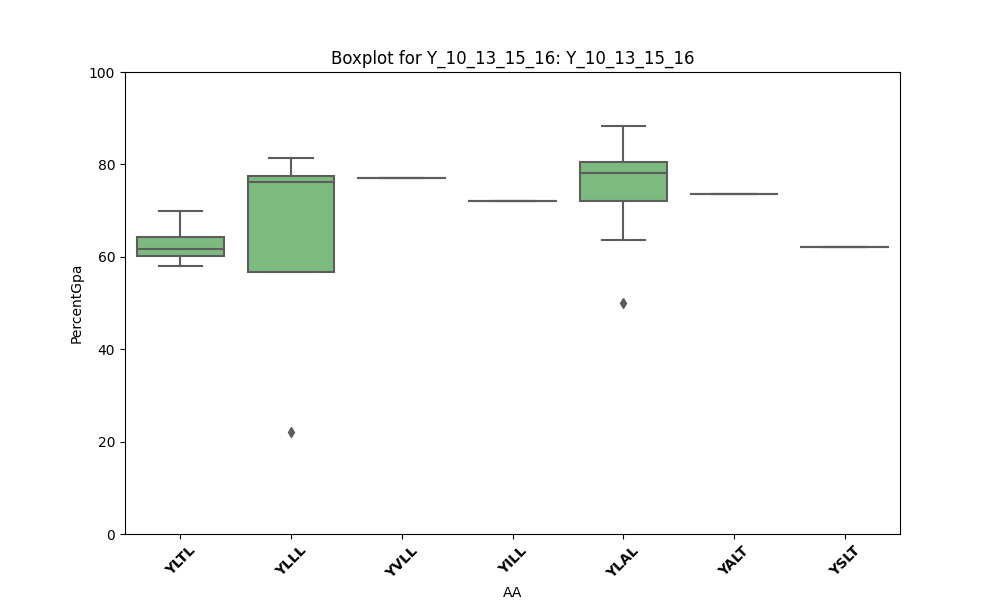 Boxplot for Y_10_13_15_16: Y_10_13_15_16
100
80
60
40
20
0
PercentGpa
YLTL
YLLL
YVLL
YILL
YLAL
YALT
YSLT
AA